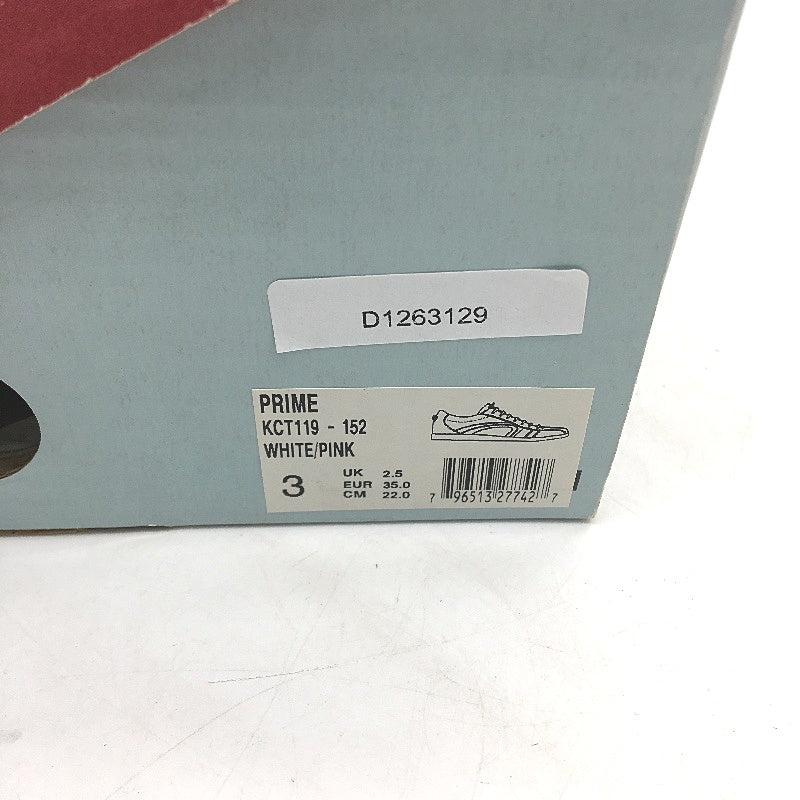 D1263129
PRIME
KCT119 - 152
WHITE/PINK
3
UK 2.5
EUR 35.0
CM 22.0
7 96513 27742 7